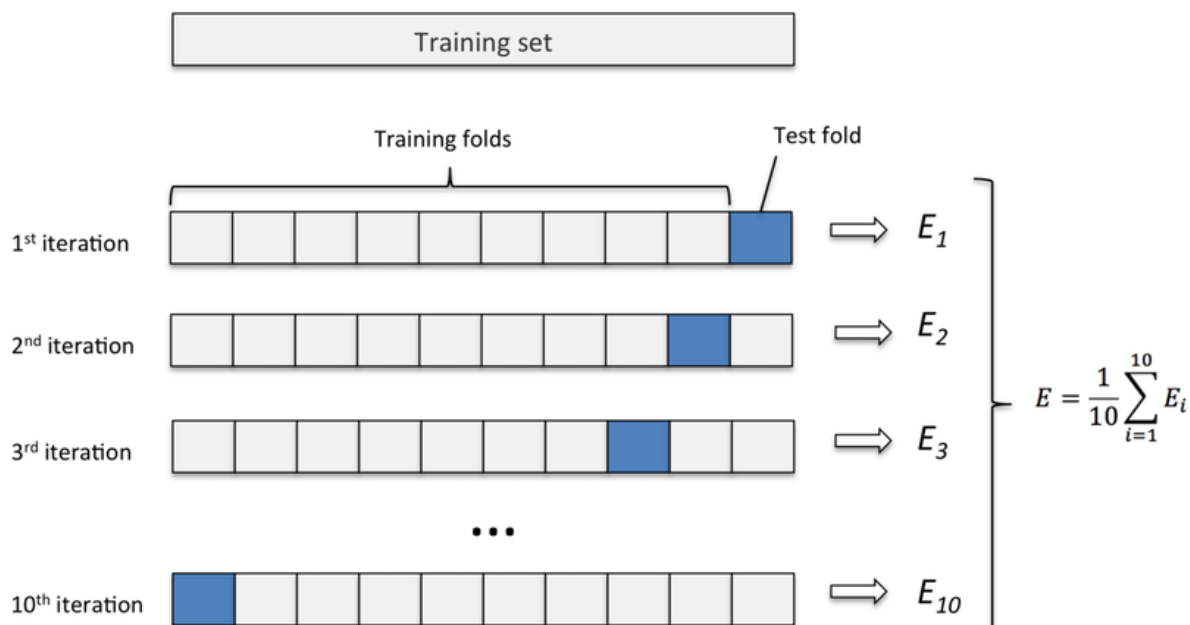 Training set
Training folds
Test fold
1st iteration
E1
2nd iteration
E2
3rd iteration
E3
...
10th iteration
E10
E = 1/10 ∑_{i=1}^{10} Ei